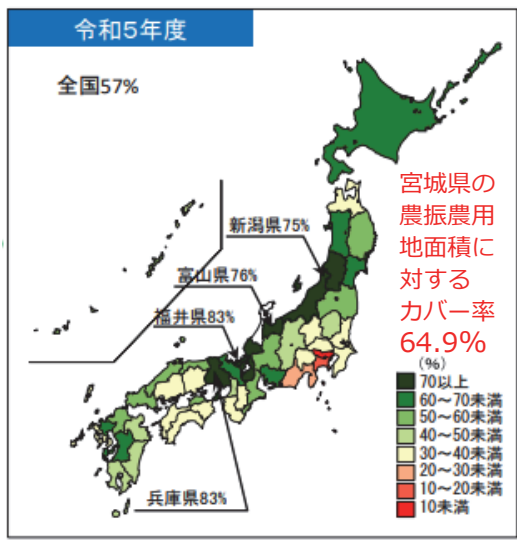 令和5年度
全国57%
宮城県の
農振農用
地面積に
対する
カバー率
64.9%
新潟県75%
富山県76%
福井県83%
兵庫県83%
(%)
70以上
60～70未満
50～60未満
40～50未満
30～40未満
20～30未満
10～20未満
10未満